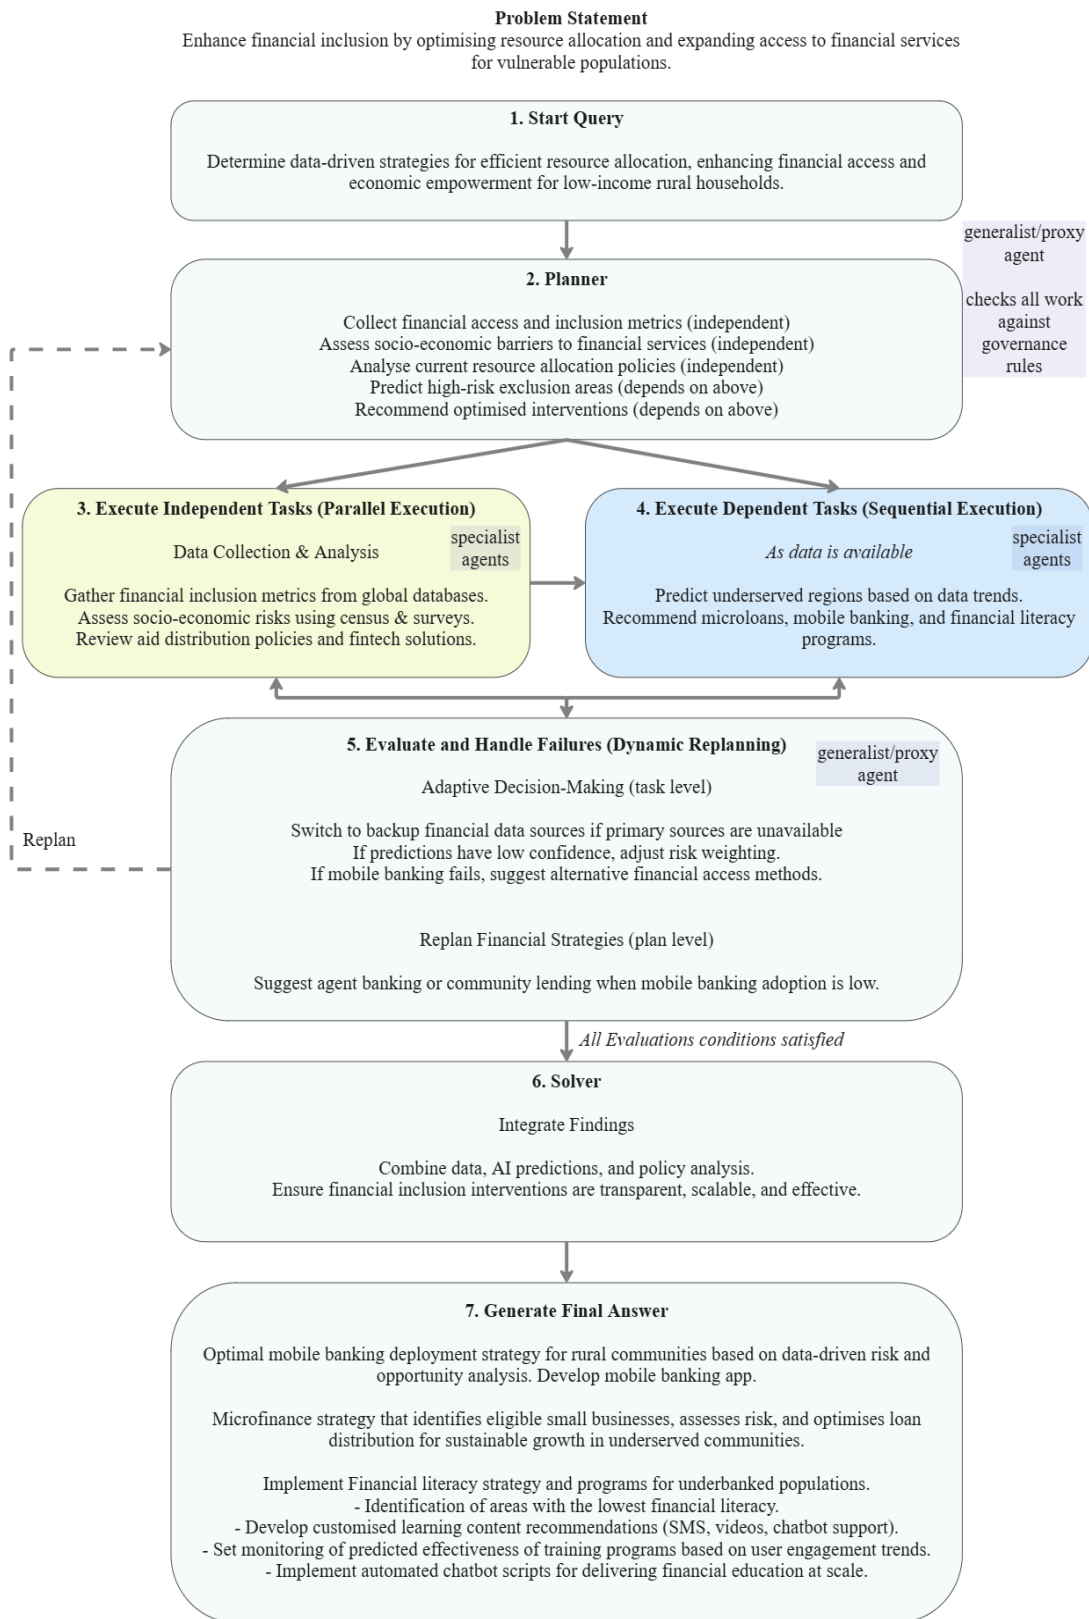 Problem Statement
Enhance financial inclusion by optimising resource allocation and expanding access to financial services
for vulnerable populations.
1. Start Query
Determine data-driven strategies for efficient resource allocation, enhancing financial access and
economic empowerment for low-income rural households.
generalist/proxy
agent
checks all work
against
governance
rules
2. Planner
Collect financial access and inclusion metrics (independent)
Assess socio-economic barriers to financial services (independent)
Analyse current resource allocation policies (independent)
Predict high-risk exclusion areas (depends on above)
Recommend optimised interventions (depends on above)
3. Execute Independent Tasks (Parallel Execution)
specialist
agents
Data Collection & Analysis
Gather financial inclusion metrics from global databases.
Assess socio-economic risks using census & surveys.
Review aid distribution policies and fintech solutions.
4. Execute Dependent Tasks (Sequential Execution)
specialist
agents
As data is available
Predict underserved regions based on data trends.
Recommend microloans, mobile banking, and financial literacy
programs.
5. Evaluate and Handle Failures (Dynamic Replanning)
generalist/proxy
agent
Adaptive Decision-Making (task level)
Switch to backup financial data sources if primary sources are unavailable
If predictions have low confidence, adjust risk weighting.
If mobile banking fails, suggest alternative financial access methods.
Replan
Replan Financial Strategies (plan level)
Suggest agent banking or community lending when mobile banking adoption is low.
All Evaluations conditions satisfied
6. Solver
Integrate Findings
Combine data, AI predictions, and policy analysis.
Ensure financial inclusion interventions are transparent, scalable, and effective.
7. Generate Final Answer
Optimal mobile banking deployment strategy for rural communities based on data-driven risk and
opportunity analysis. Develop mobile banking app.
Microfinance strategy that identifies eligible small businesses, assesses risk, and optimises loan
distribution for sustainable growth in underserved communities.
Implement Financial literacy strategy and programs for underbanked populations.
- Identification of areas with the lowest financial literacy.
- Develop customised learning content recommendations (SMS, videos, chatbot support).
- Set monitoring of predicted effectiveness of training programs based on user engagement trends.
- Implement automated chatbot scripts for delivering financial education at scale.